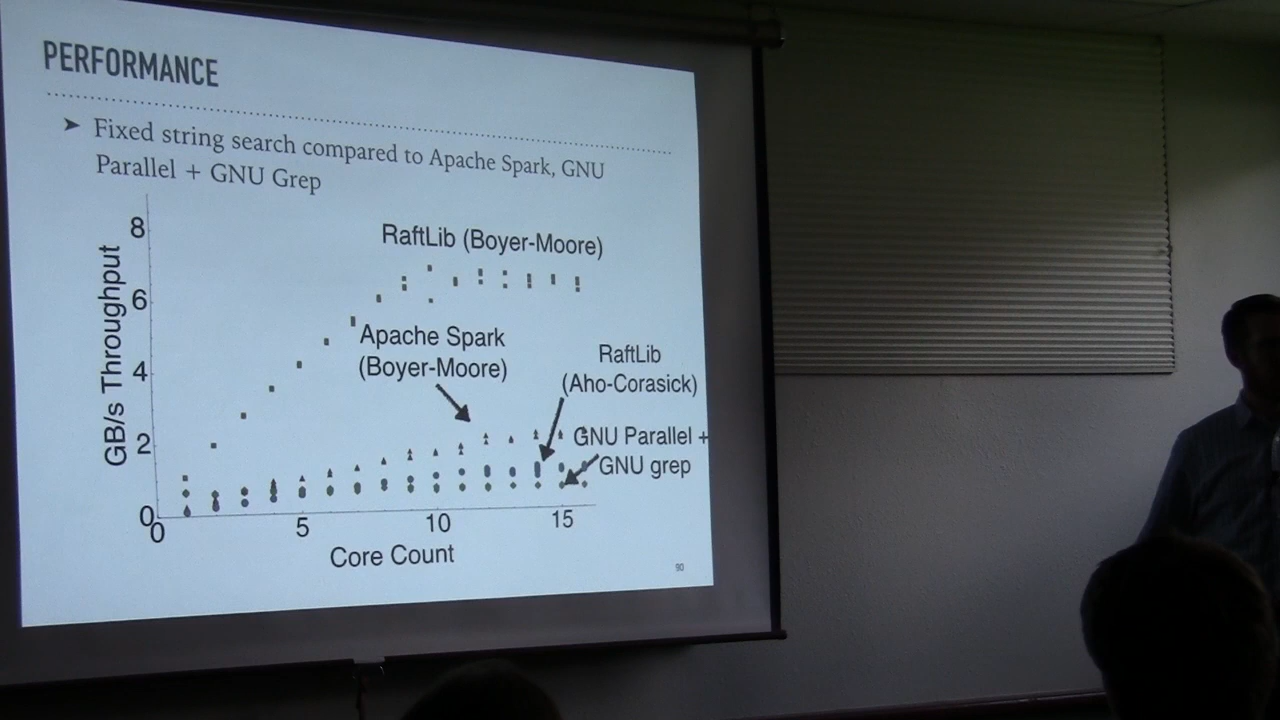 PERFORMANCE
➤ Fixed string search compared to Apache Spark, GNU
Parallel + GNU Grep
RaftLib (Boyer-Moore)
Apache Spark
(Boyer-Moore)
RaftLib
(Aho-Corasick)
GNU Parallel +
GNU grep
GB/s Throughput
8
6
4
2
0
0
5
10
15
Core Count
90